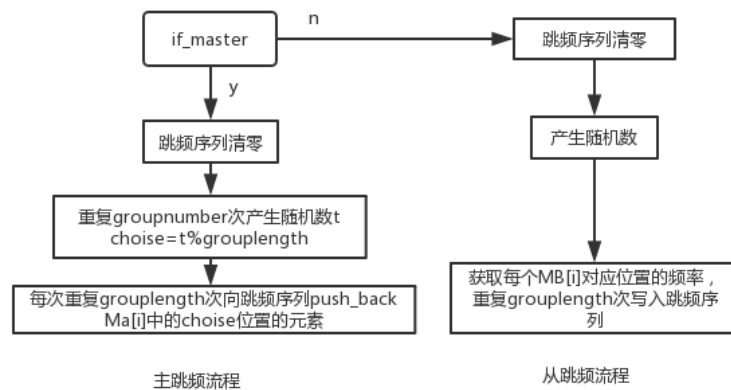 if_master
n
y
跳频序列清零
重复groupnumber次产生随机数t
choise=t%grouplength
每次重复grouplength次向跳频序列push_back
Ma[i]中的choise位置的元素
主跳频流程
跳频序列清零
产生随机数
获取每个MB[i]对应位置的频率，
重复grouplength次写入跳频序
列
从跳频流程